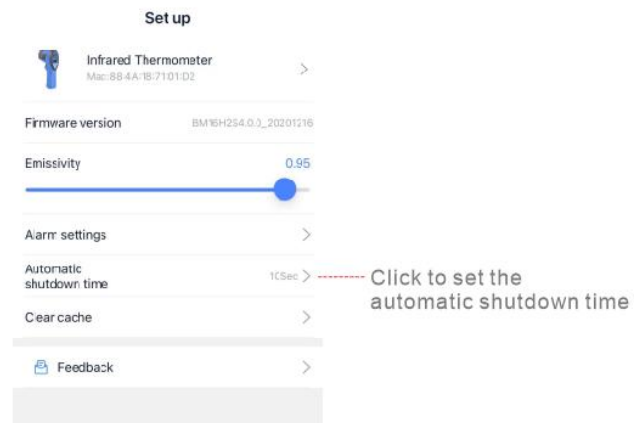 Set up
Infrared Thermometer
Mac:88:4A:18:71:01:D2
Firmware version
BM16H2S4.0.0_20201216
Emissivity
0.95
Alarm settings
Automatic
shutdown time
10Sec
Click to set the
automatic shutdown time
Clear cache
Feedback